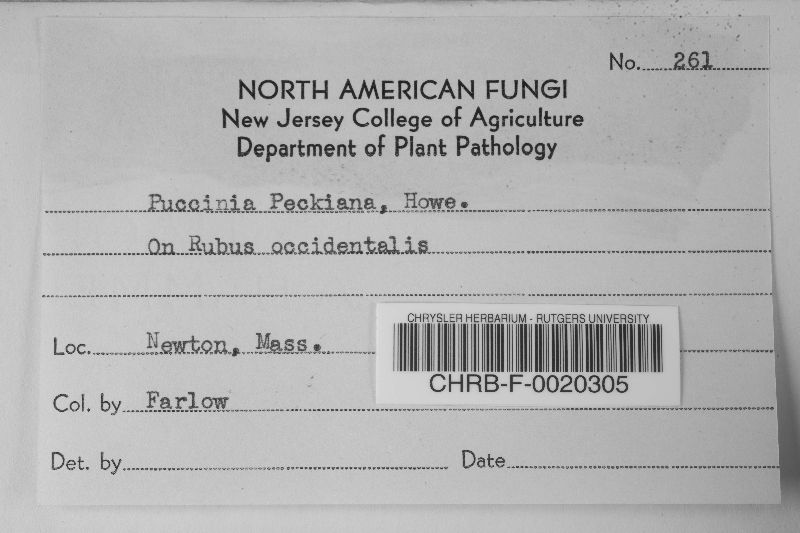 No. 261
NORTH AMERICAN FUNGI
New Jersey College of Agriculture
Department of Plant Pathology
Puccinia Peckiana, Howe.
On Rubus occidentalis
Loc. Newton, Mass.
CHRYSLER HERBARIUM - RUTGERS UNIVERSITY
CHRB-F-0020305
Col. by Farlow
Det. by Date